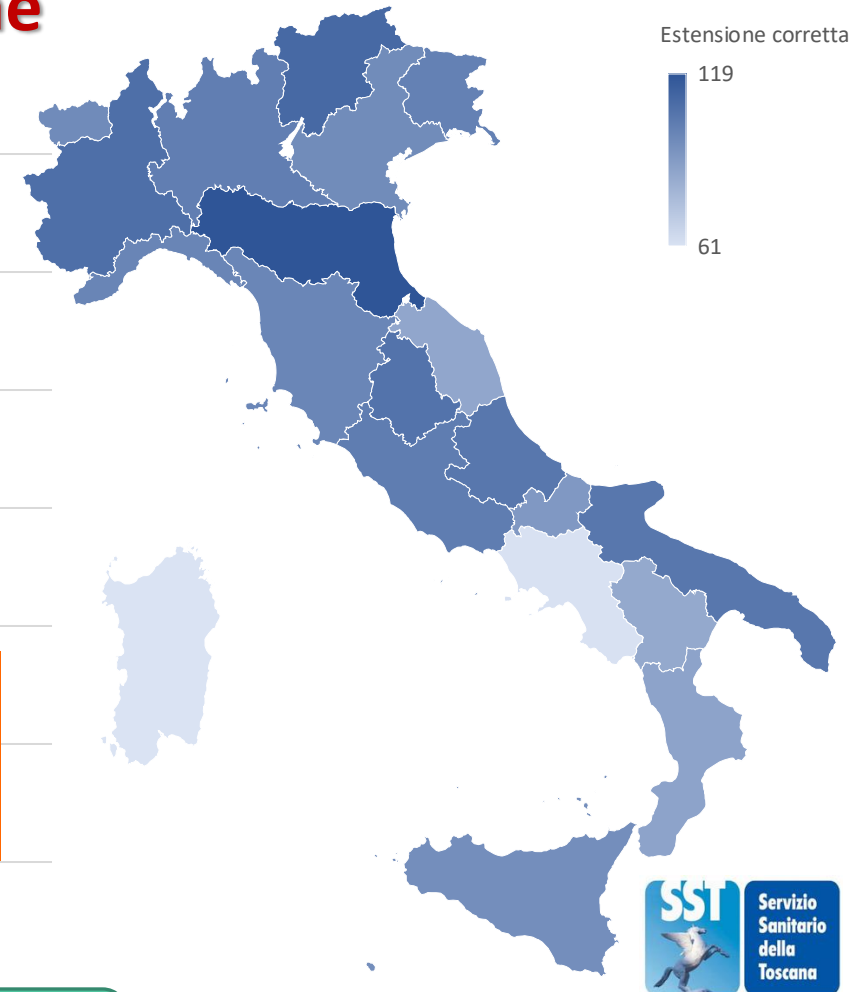 Estensione corretta
119
61
SST
Servizio
Sanitario
della
Toscana